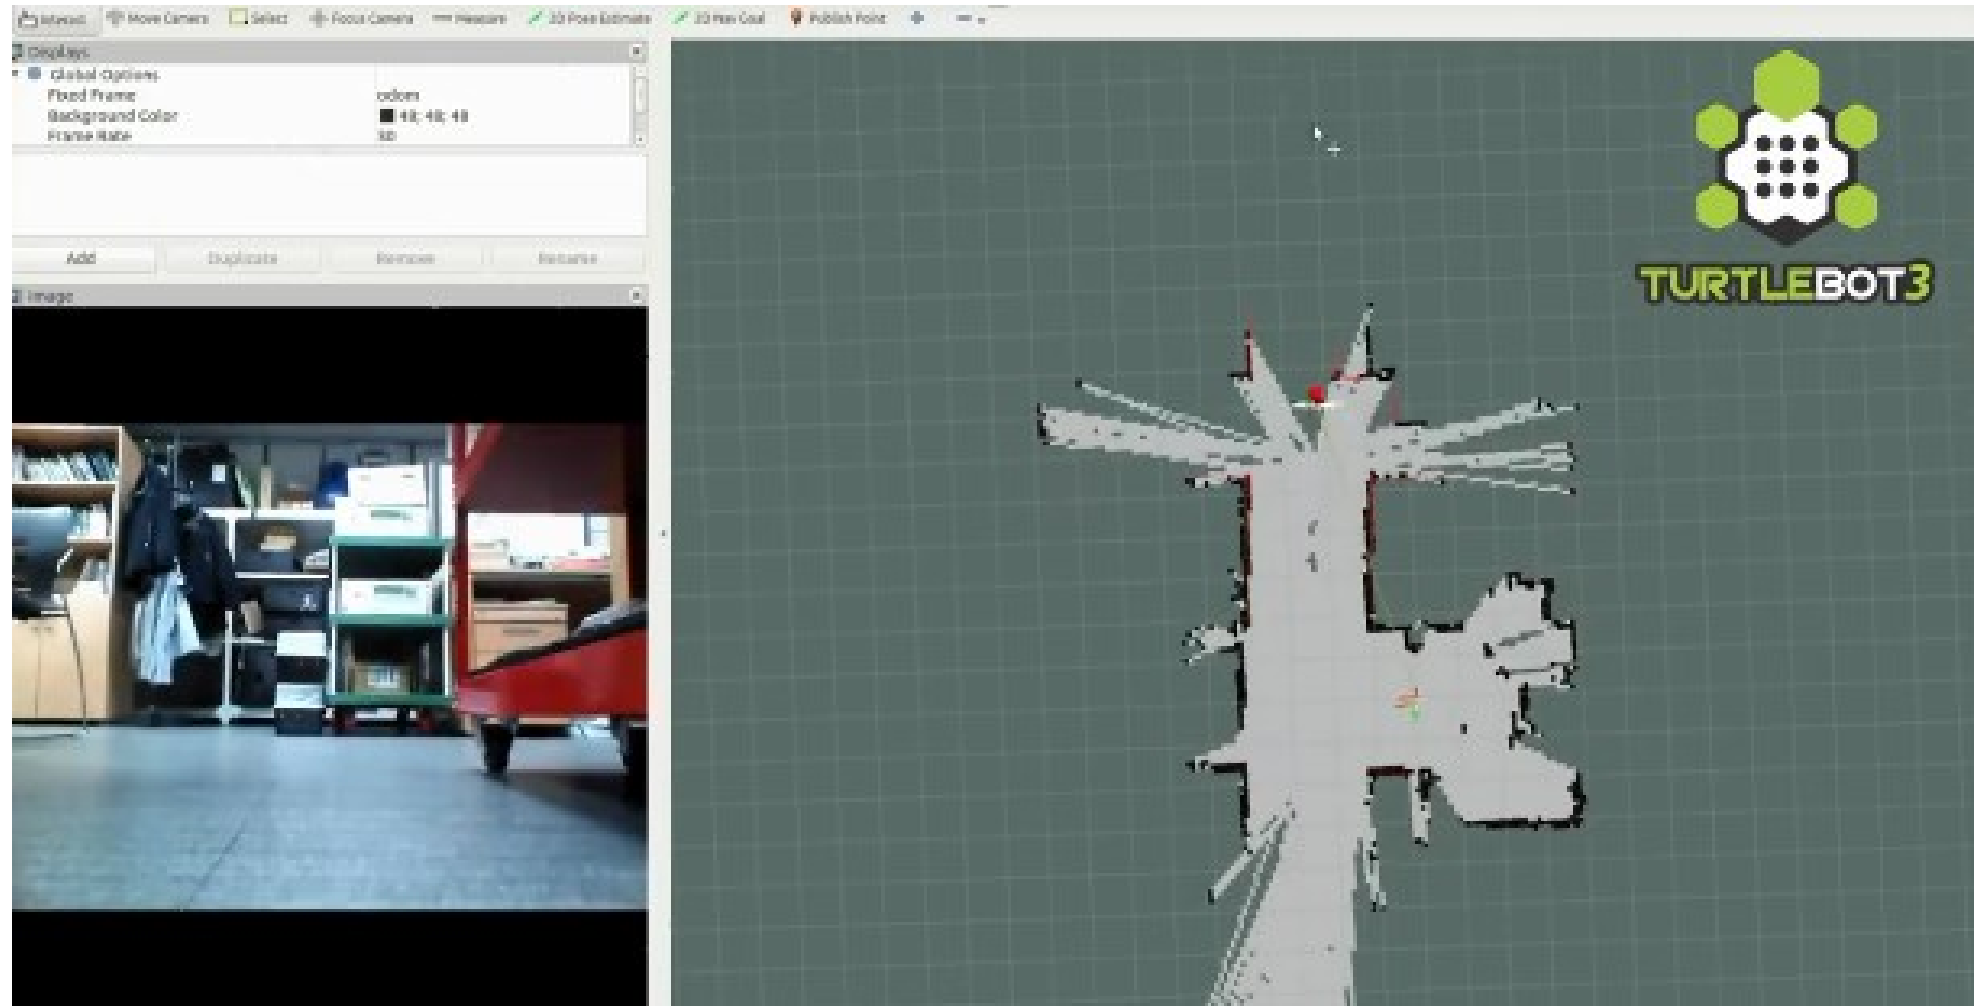 Interact Move Camera Select Focus Camera Measure 2D Pose Estimate 2D Nav Goal Publish Point
Displays
Global Options
Fixed Frame odom
Background Color 48; 48; 48
Frame Rate 30
Add Duplicate Remove Rename
Image
TURTLEBOT3